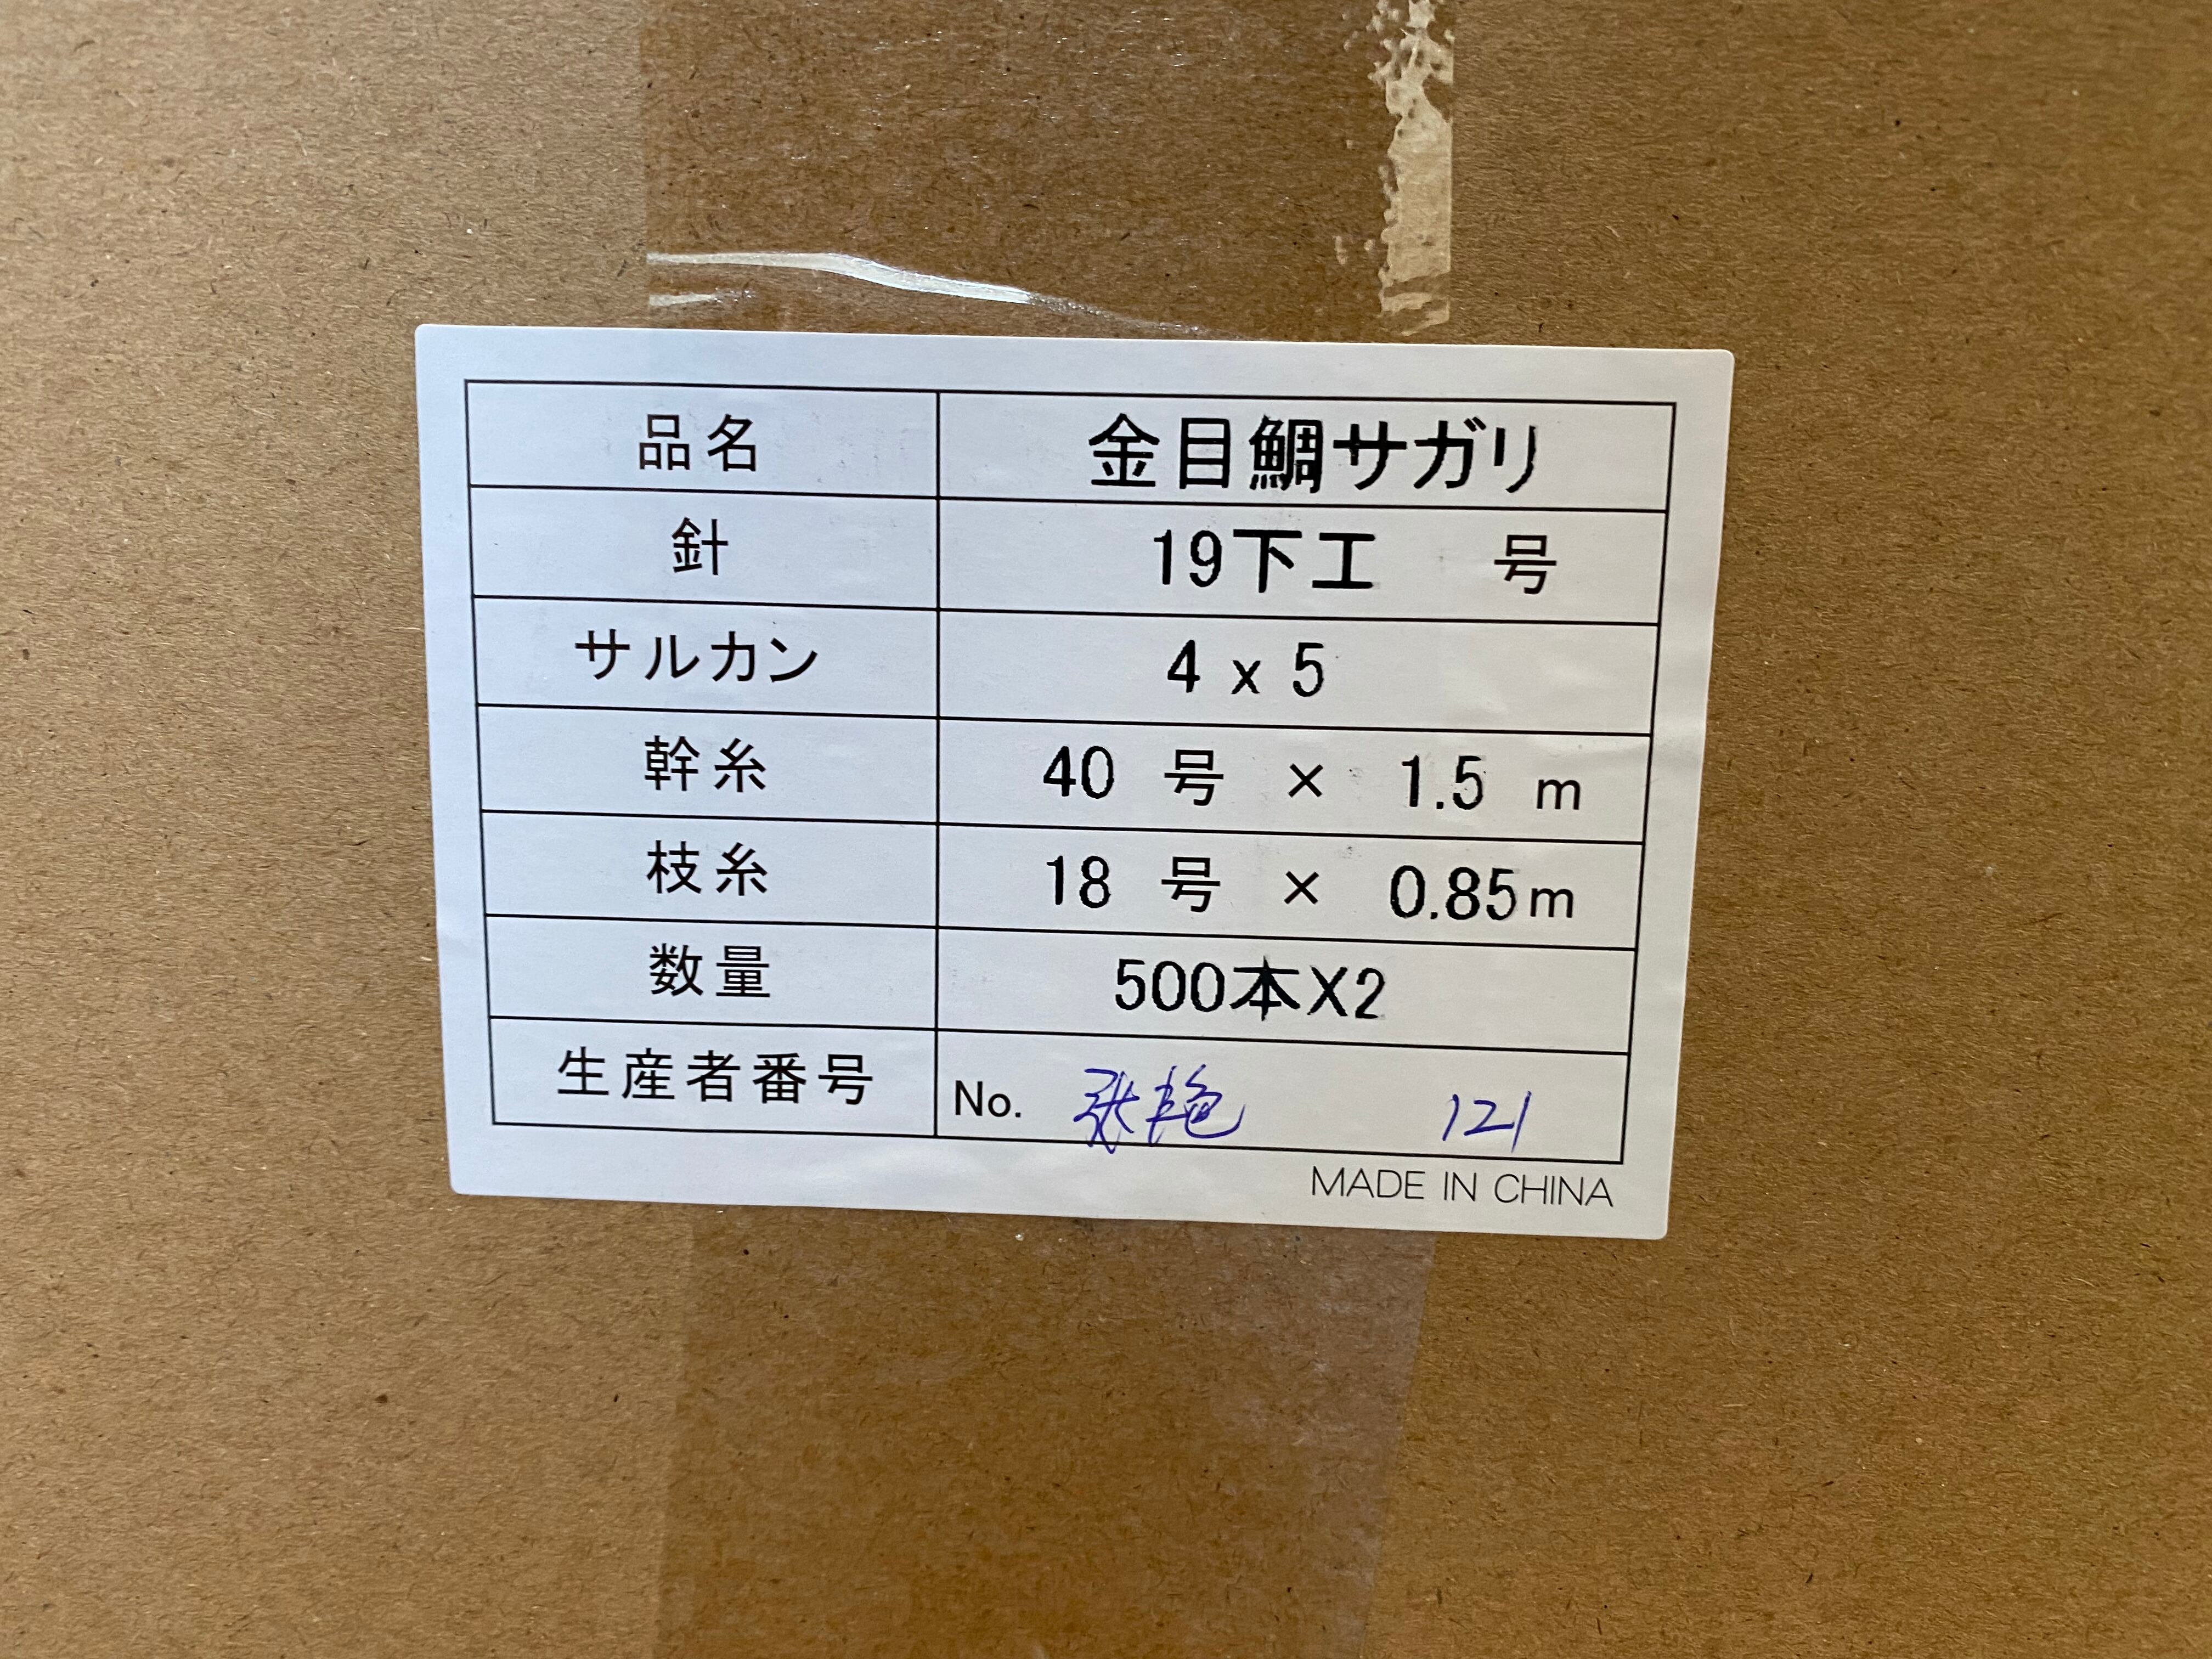 品名 金目鯛サガリ
針 19下工 号
サルカン 4 x 5
幹糸 40 号 × 1.5 m
枝糸 18 号 × 0.85m
数量 500本X2
生産者番号 No. 张艳 121
MADE IN CHINA